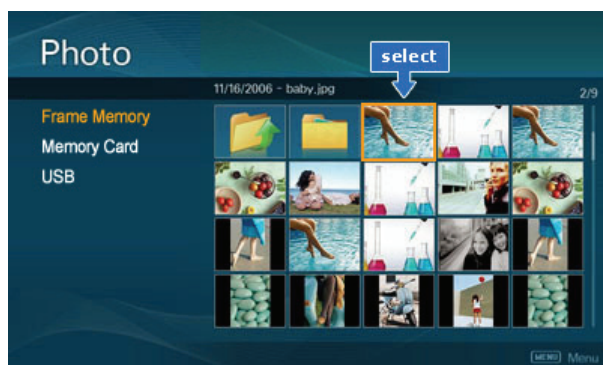 Photo
select
11/16/2006 - baby.jpg
2/9
Frame Memory
Memory Card
USB
MENU Menu